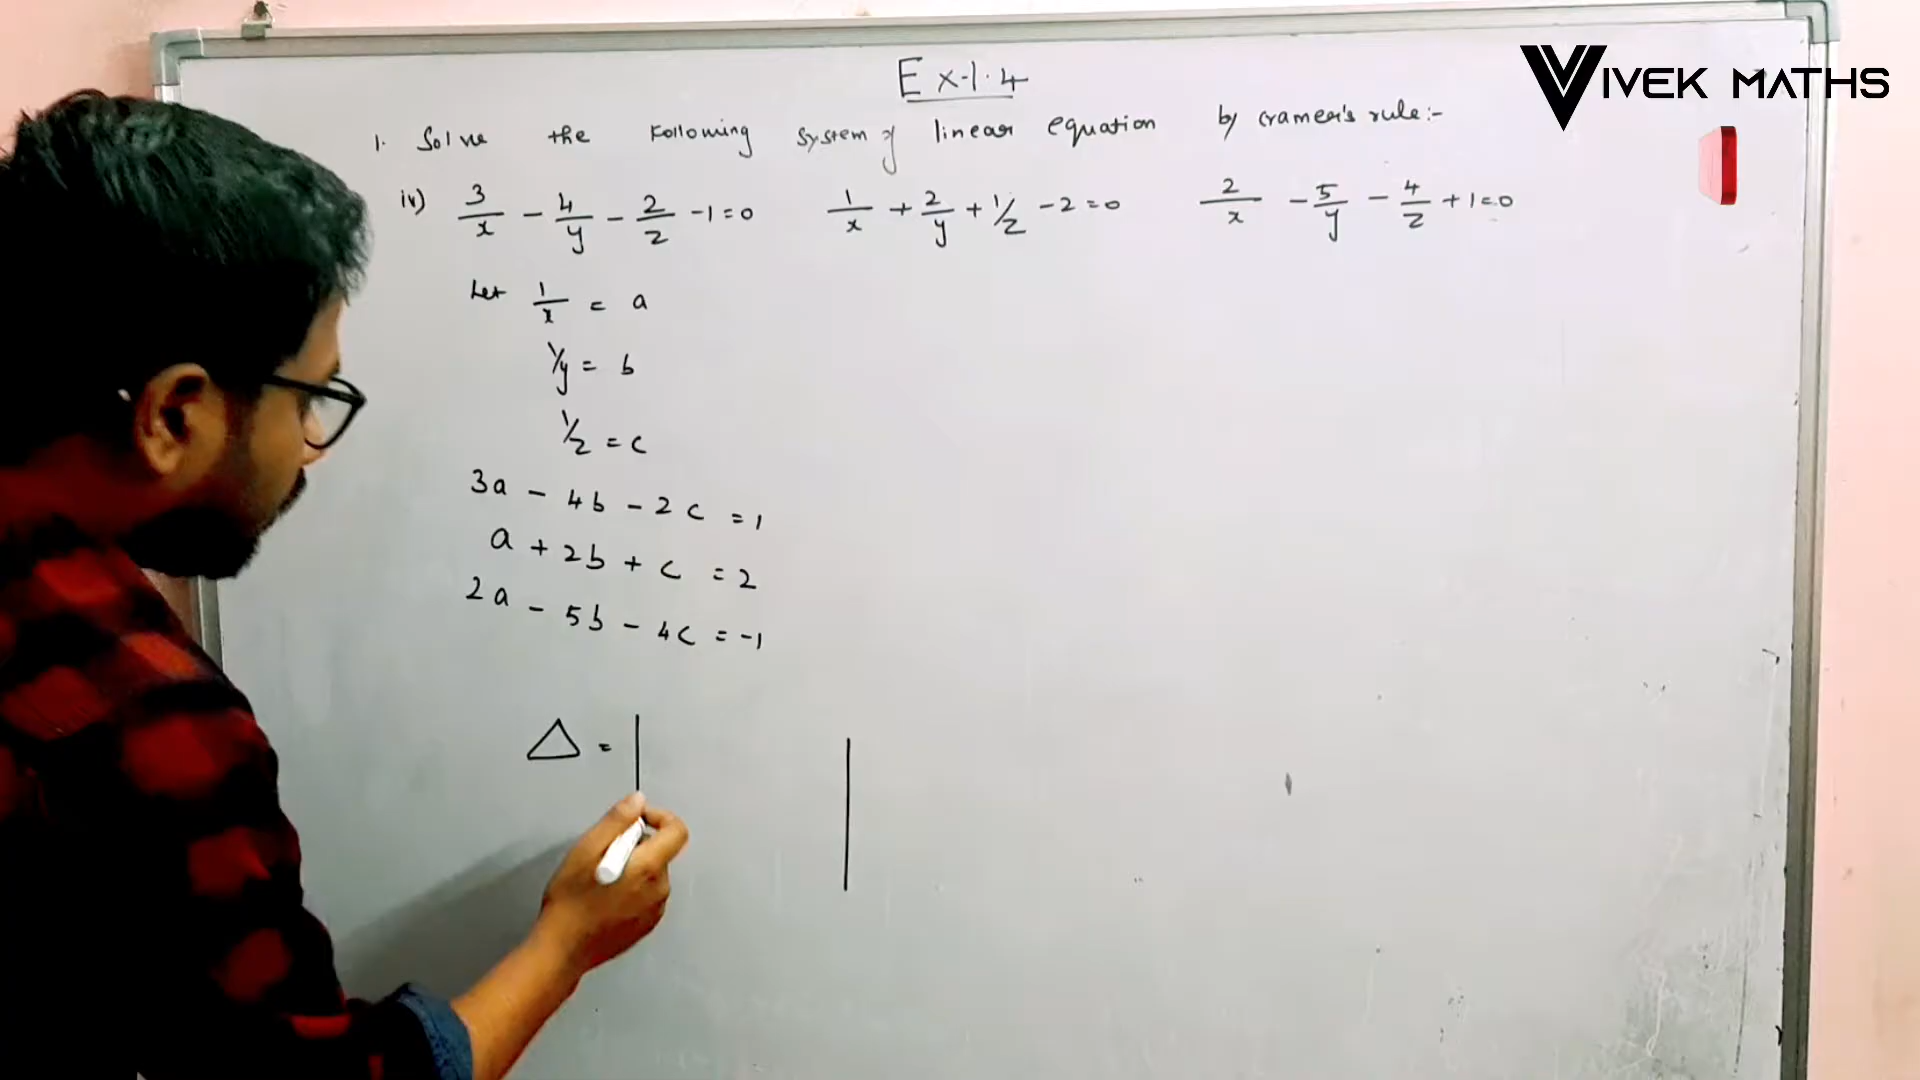 VIVEK MATHS
Ex-1.4
1. Solve the Following system of linear equation by cramer's rule:-
iv) 3/x - 4/y - 2/z - 1 = 0 1/x + 2/y + 1/z - 2 = 0 2/x - 5/y - 4/z + 1 = 0
Let 1/x = a
1/y = b
1/z = c
3a - 4b - 2c = 1
a + 2b + c = 2
2a - 5b - 4c = -1
△ = | |